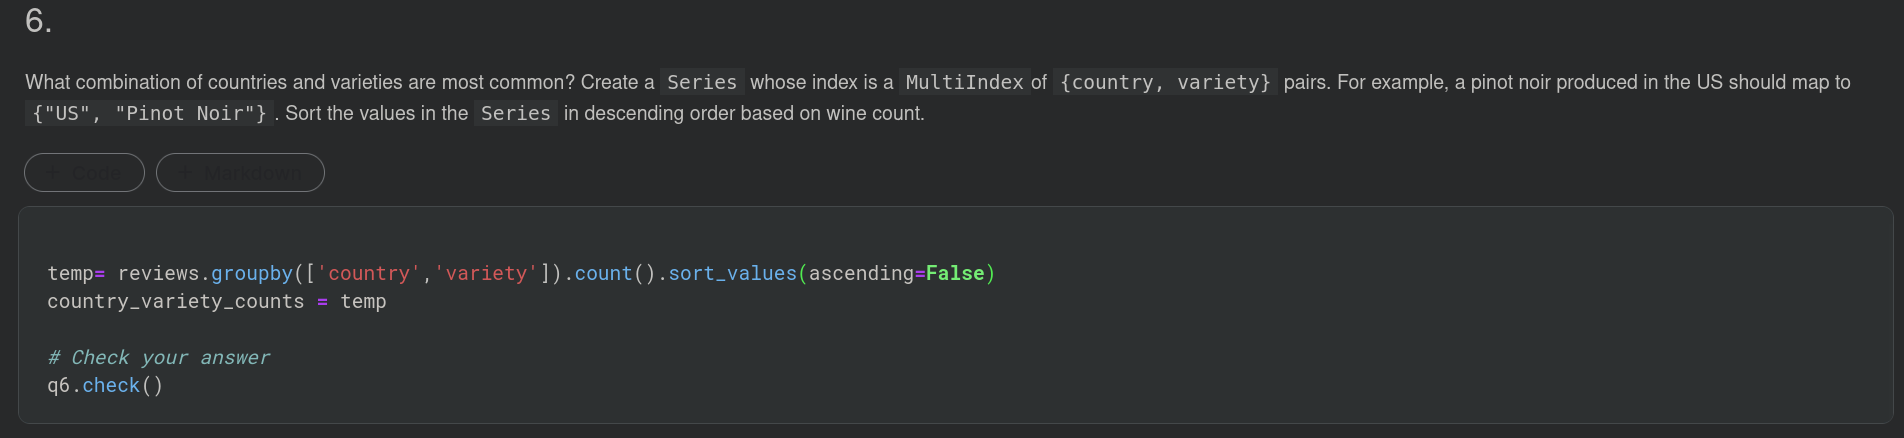 6.
What combination of countries and varieties are most common? Create a Series whose index is a MultiIndex of {country, variety} pairs. For example, a pinot noir produced in the US should map to
{"US", "Pinot Noir"} . Sort the values in the Series in descending order based on wine count.
+ Code + Markdown
temp= reviews.groupby(['country','variety']).count().sort_values(ascending=False)
country_variety_counts = temp
# Check your answer
q6.check()